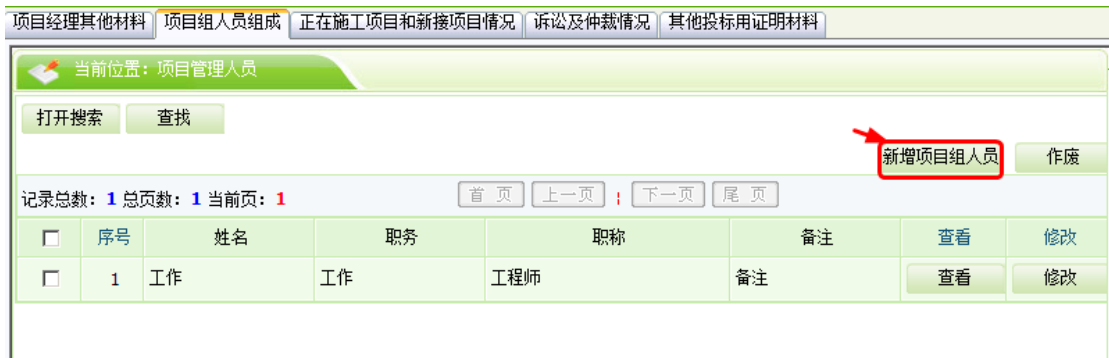 项目经理其他材料 项目组人员组成 正在施工项目和新接项目情况 诉讼及仲裁情况 其他投标用证明材料
当前位置：项目管理人员
打开搜索 查找
新增项目组人员 作废
记录总数：1 总页数：1 当前页：1 首 页 上一页 ¦ 下一页 尾 页
序号 姓名 职务 职称 备注 查看 修改
1 工作 工作 工程师 备注 查看 修改